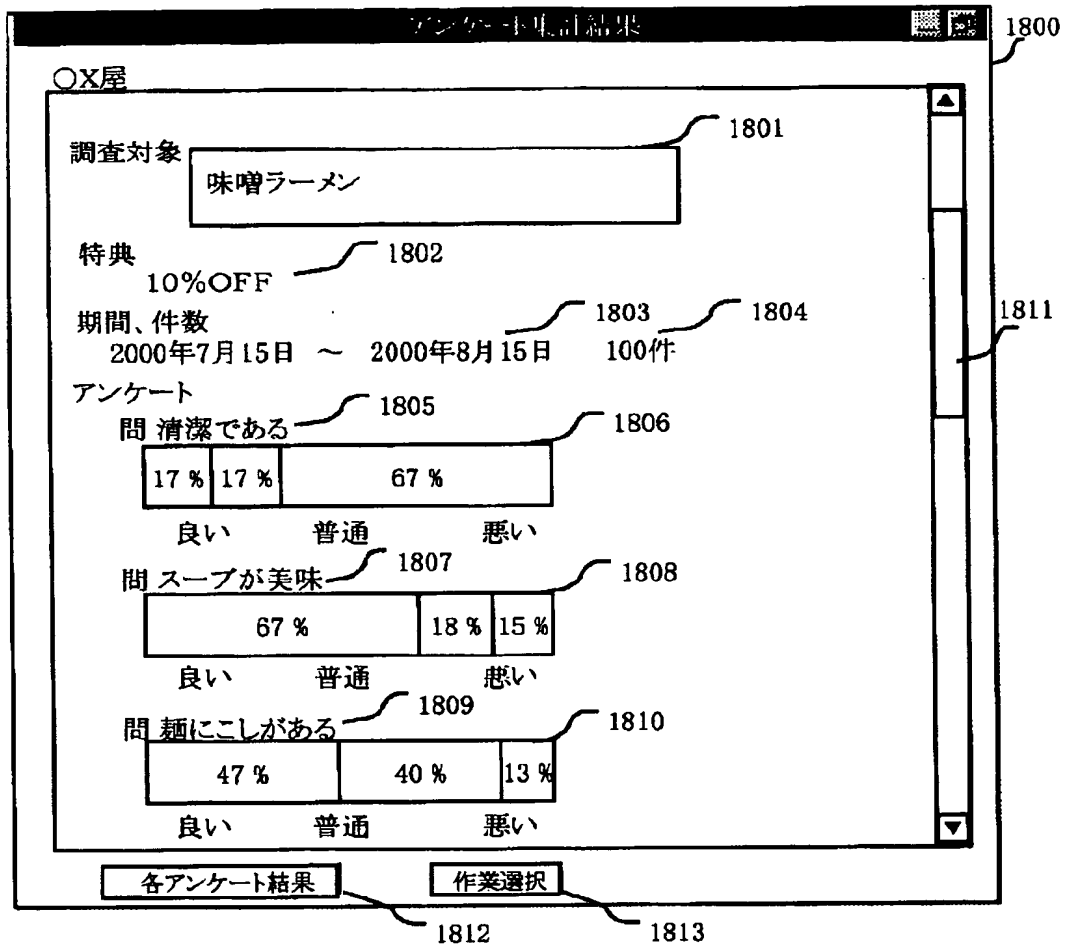 アンケート集計結果
1800
〇X屋
1801
調査対象
味噌ラーメン
特典
1802
10%OFF
期間、件数
1803
1804
1811
2000年7月15日 ～ 2000年8月15日 100件
アンケート
1805
問 清潔である
1806
17 % 17 % 67 %
良い 普通 悪い
1807
問 スープが美味
1808
67 % 18 % 15 %
良い 普通 悪い
1809
問 麺にこしがある
1810
47 % 40 % 13 %
良い 普通 悪い
各アンケート結果 作業選択
1812
1813